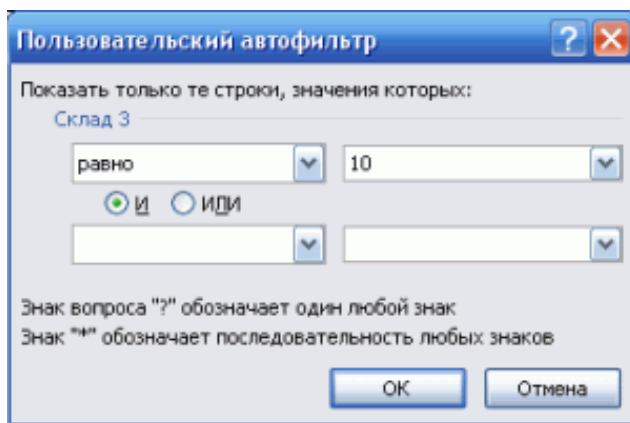 Пользовательский автофильтр
Показать только те строки, значения которых:
Склад 3
равно 10
И ИЛИ
Знак вопроса "?" обозначает один любой знак
Знак "*" обозначает последовательность любых знаков
ОК Отмена